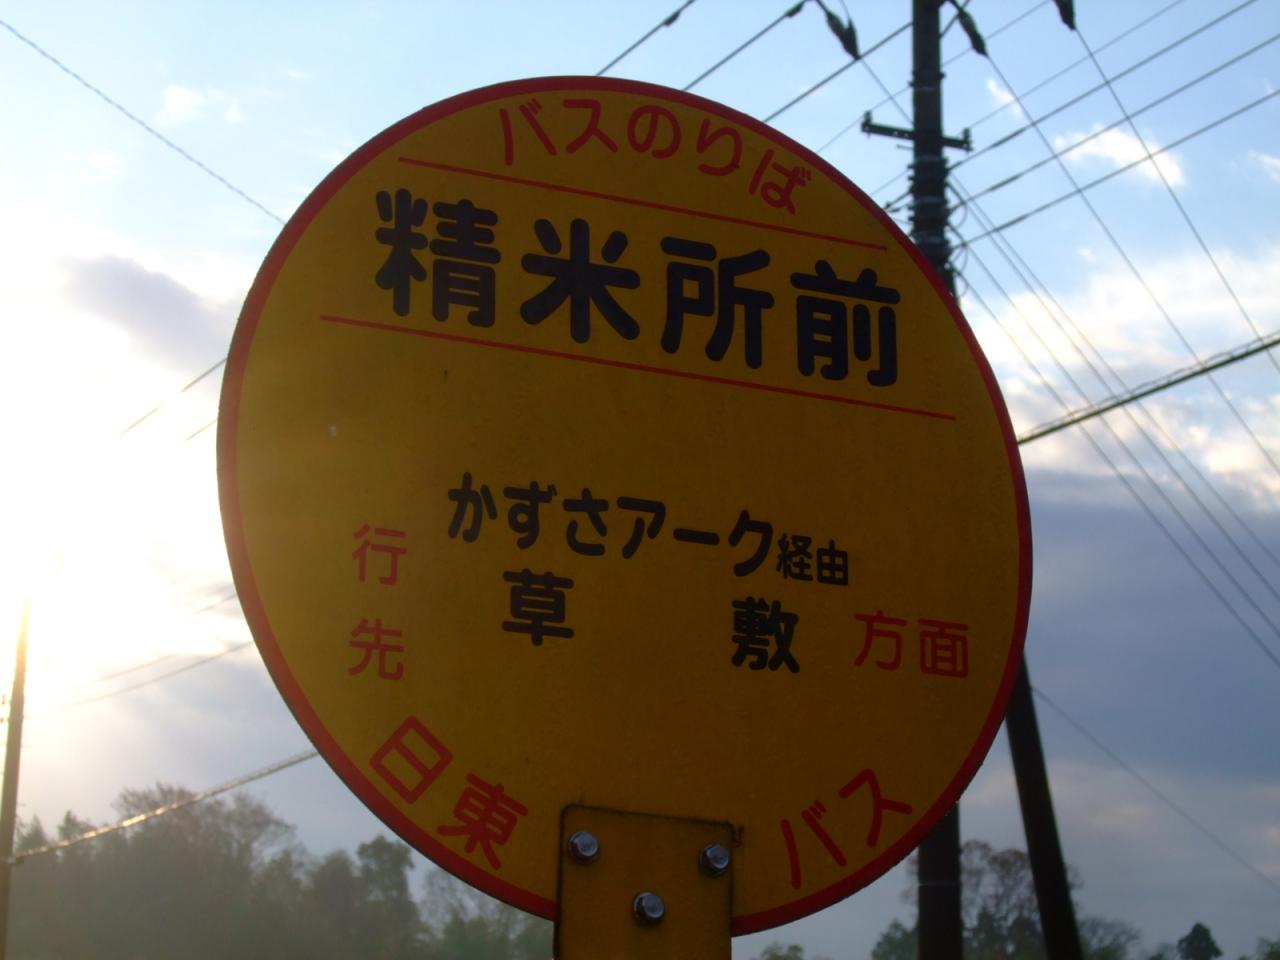 バスのりば
精米所前
かずさアーク経由
行先 草敷 方面
日東 バス